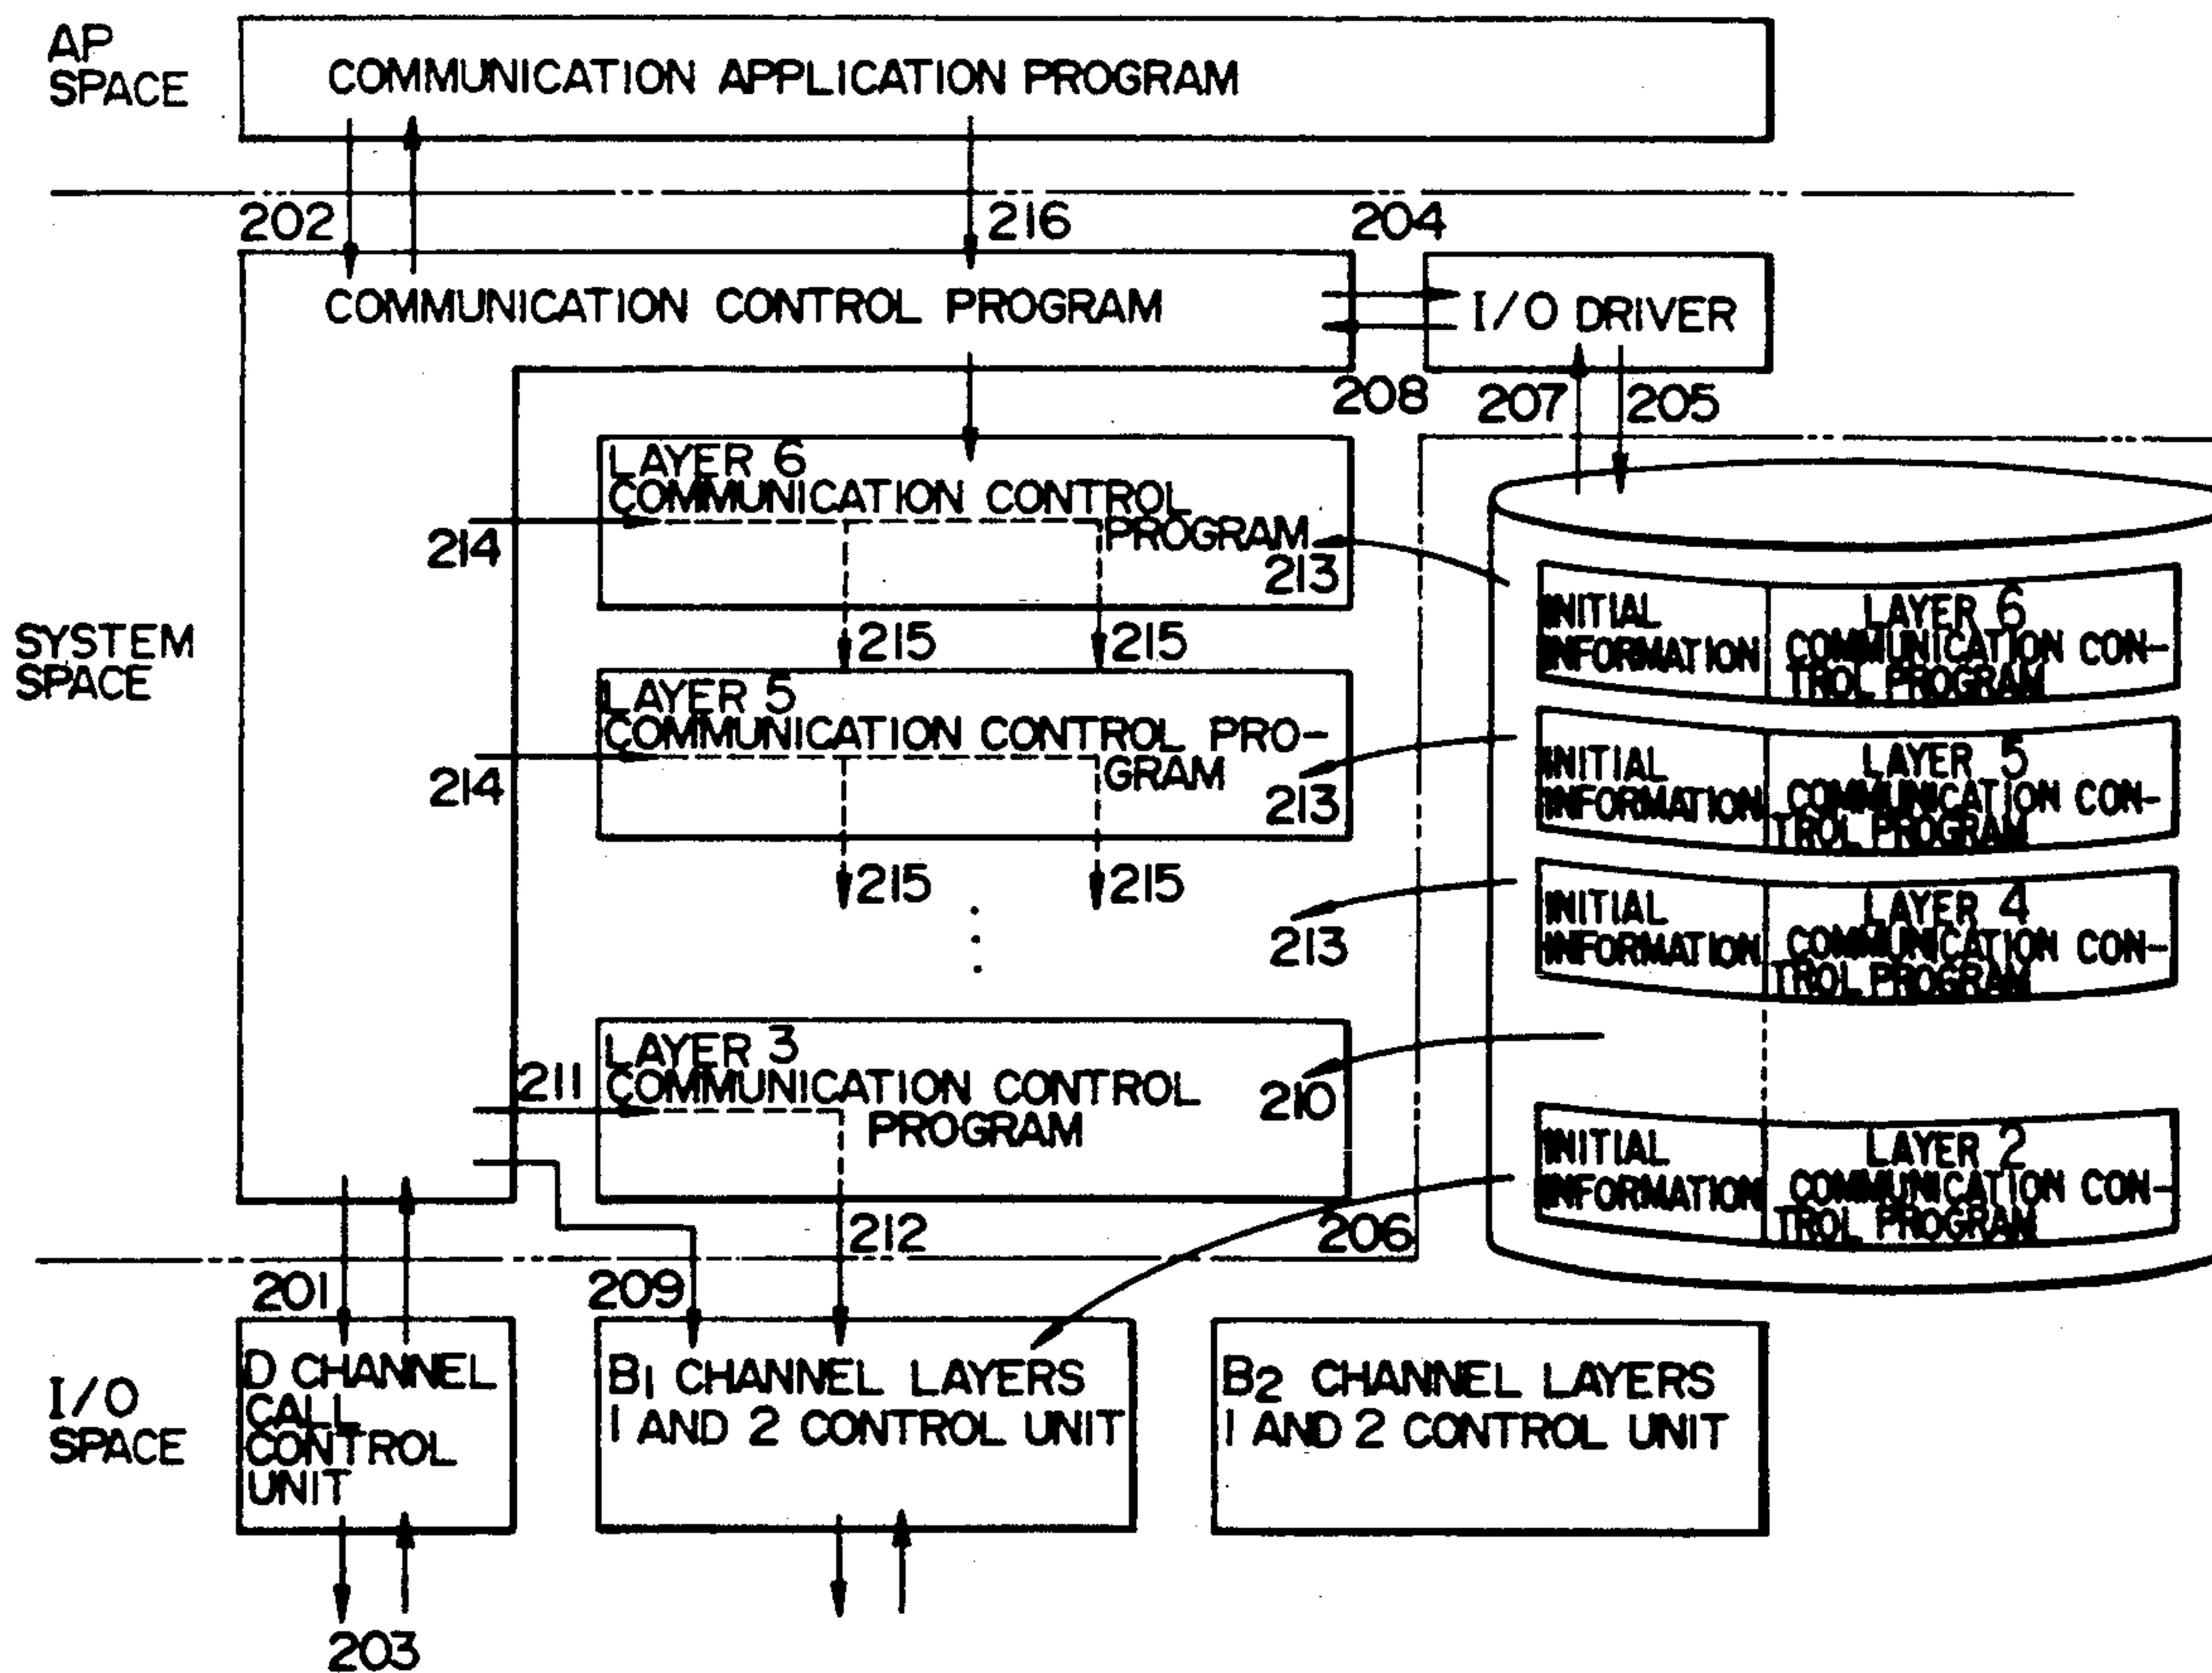 AP
SPACE
COMMUNICATION APPLICATION PROGRAM
202
216
204
COMMUNICATION CONTROL PROGRAM
I/O DRIVER
208
207
205
SYSTEM
SPACE
LAYER 6
COMMUNICATION CONTROL
PROGRAM
214
213
215
215
LAYER 5
COMMUNICATION CONTROL PRO-
GRAM
214
213
215
215
213
LAYER 3
COMMUNICATION CONTROL
PROGRAM
211
210
212
206
INITIAL
INFORMATION
LAYER 6
COMMUNICATION CON-
TROL PROGRAM
INITIAL
INFORMATION
LAYER 5
COMMUNICATION CON-
TROL PROGRAM
INITIAL
INFORMATION
LAYER 4
COMMUNICATION CON-
TROL PROGRAM
INITIAL
INFORMATION
LAYER 2
COMMUNICATION CON-
TROL PROGRAM
201
209
I/O
SPACE
D CHANNEL
CALL
CONTROL
UNIT
B1 CHANNEL LAYERS
1 AND 2 CONTROL UNIT
B2 CHANNEL LAYERS
1 AND 2 CONTROL UNIT
203